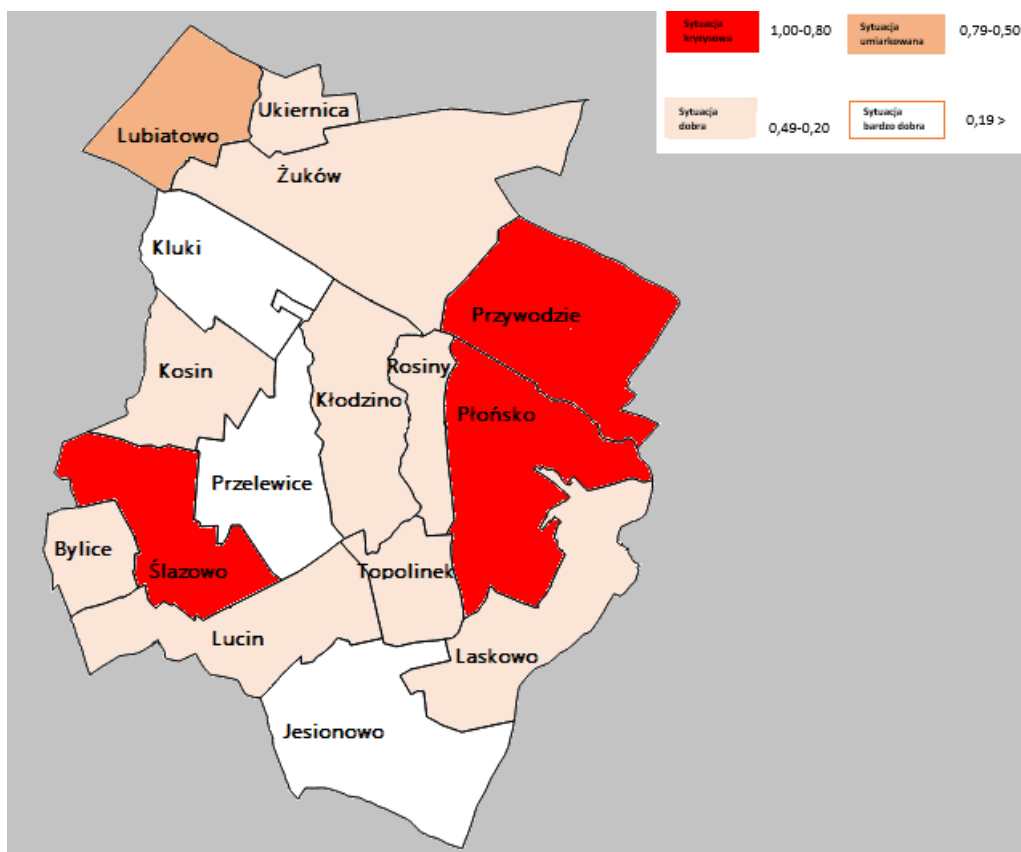 Sytuacja
kryzysowa
1,00-0,80
Sytuacja
umiarkowana
0,79-0,50
Sytuacja
dobra
0,49-0,20
Sytuacja
bardzo dobra
0,19 >
Ukiernica
Lubiatowo
Żuków
Kluki
Przywodzie
Rosiny
Kosin
Kłodzino
Płońsko
Przelewice
Bylice
Ślazowo
Topolinek
Lucin
Laskowo
Jesionowo